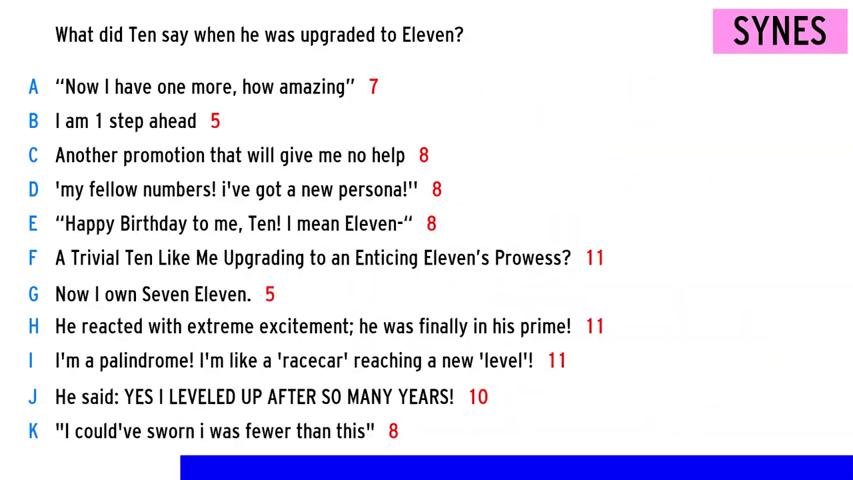 What did Ten say when he was upgraded to Eleven?
SYNES
A “Now I have one more, how amazing” 7
B I am 1 step ahead 5
C Another promotion that will give me no help 8
D 'my fellow numbers! i've got a new persona!'' 8
E “Happy Birthday to me, Ten! I mean Eleven-“ 8
F A Trivial Ten Like Me Upgrading to an Enticing Eleven’s Prowess? 11
G Now I own Seven Eleven. 5
H He reacted with extreme excitement; he was finally in his prime! 11
I I'm a palindrome! I'm like a 'racecar' reaching a new 'level'! 11
J He said: YES I LEVELED UP AFTER SO MANY YEARS! 10
K "I could've sworn i was fewer than this" 8